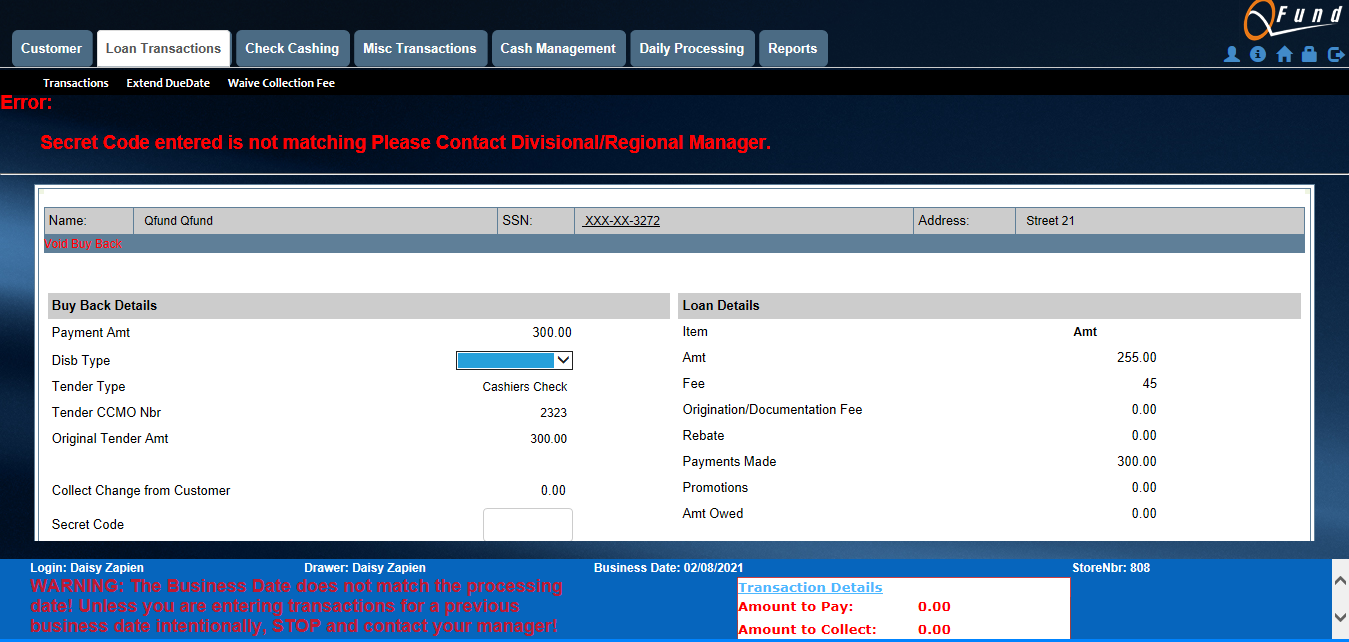 QFund
Customer Loan Transactions Check Cashing Misc Transactions Cash Management Daily Processing Reports
Transactions Extend DueDate Waive Collection Fee
Error:
Secret Code entered is not matching Please Contact Divisional/Regional Manager.
Name: Qfund Qfund SSN: XXX-XX-3272 Address: Street 21
Void Buy Back
Buy Back Details Loan Details
Payment Amt 300.00 Item Amt
Disb Type Amt 255.00
Tender Type Cashiers Check Fee 45
Tender CCMO Nbr 2323 Origination/Documentation Fee 0.00
Original Tender Amt 300.00 Rebate 0.00
Payments Made 300.00
Collect Change from Customer 0.00 Promotions 0.00
Secret Code Amt Owed 0.00
Login: Daisy Zapien Drawer: Daisy Zapien Business Date: 02/08/2021 StoreNbr: 808
WARNING: The Business Date does not match the processing
date! Unless you are entering transactions for a previous
business date intentionally, STOP and contact your manager!
Transaction Details
Amount to Pay: 0.00
Amount to Collect: 0.00